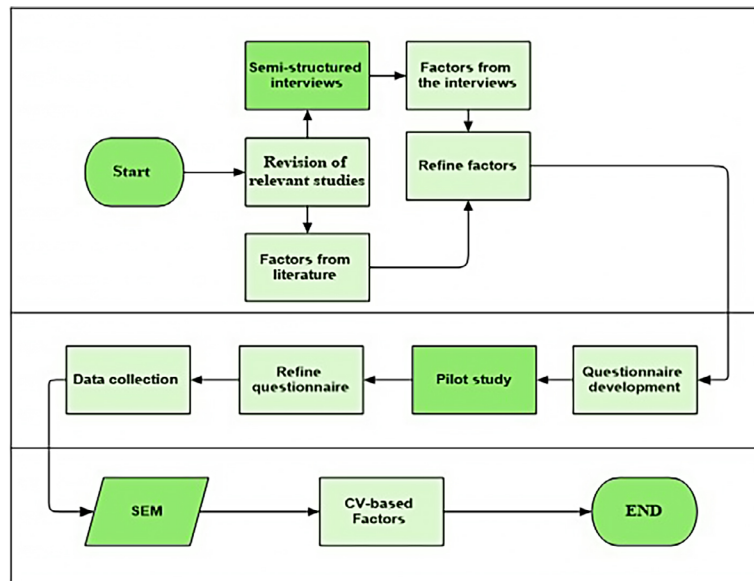 Semi-structured
interviews
Factors from
the interviews
Start
Revision of
relevant studies
Refine factors
Factors from
literature
Data collection
Refine
questionnaire
Pilot study
Questionnaire
development
SEM
CV-based
Factors
END